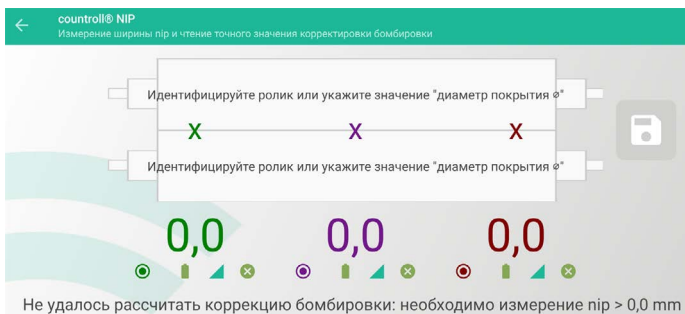 countroll® NIP
Измерение ширины nip и чтение точного значения корректировки бомбировки
Идентифицируйте ролик или укажите значение "диаметр покрытия ⌀"
X X X
Идентифицируйте ролик или укажите значение "диаметр покрытия ⌀"
0,0 0,0 0,0
Не удалось рассчитать коррекцию бомбировки: необходимо измерение nip > 0,0 mm